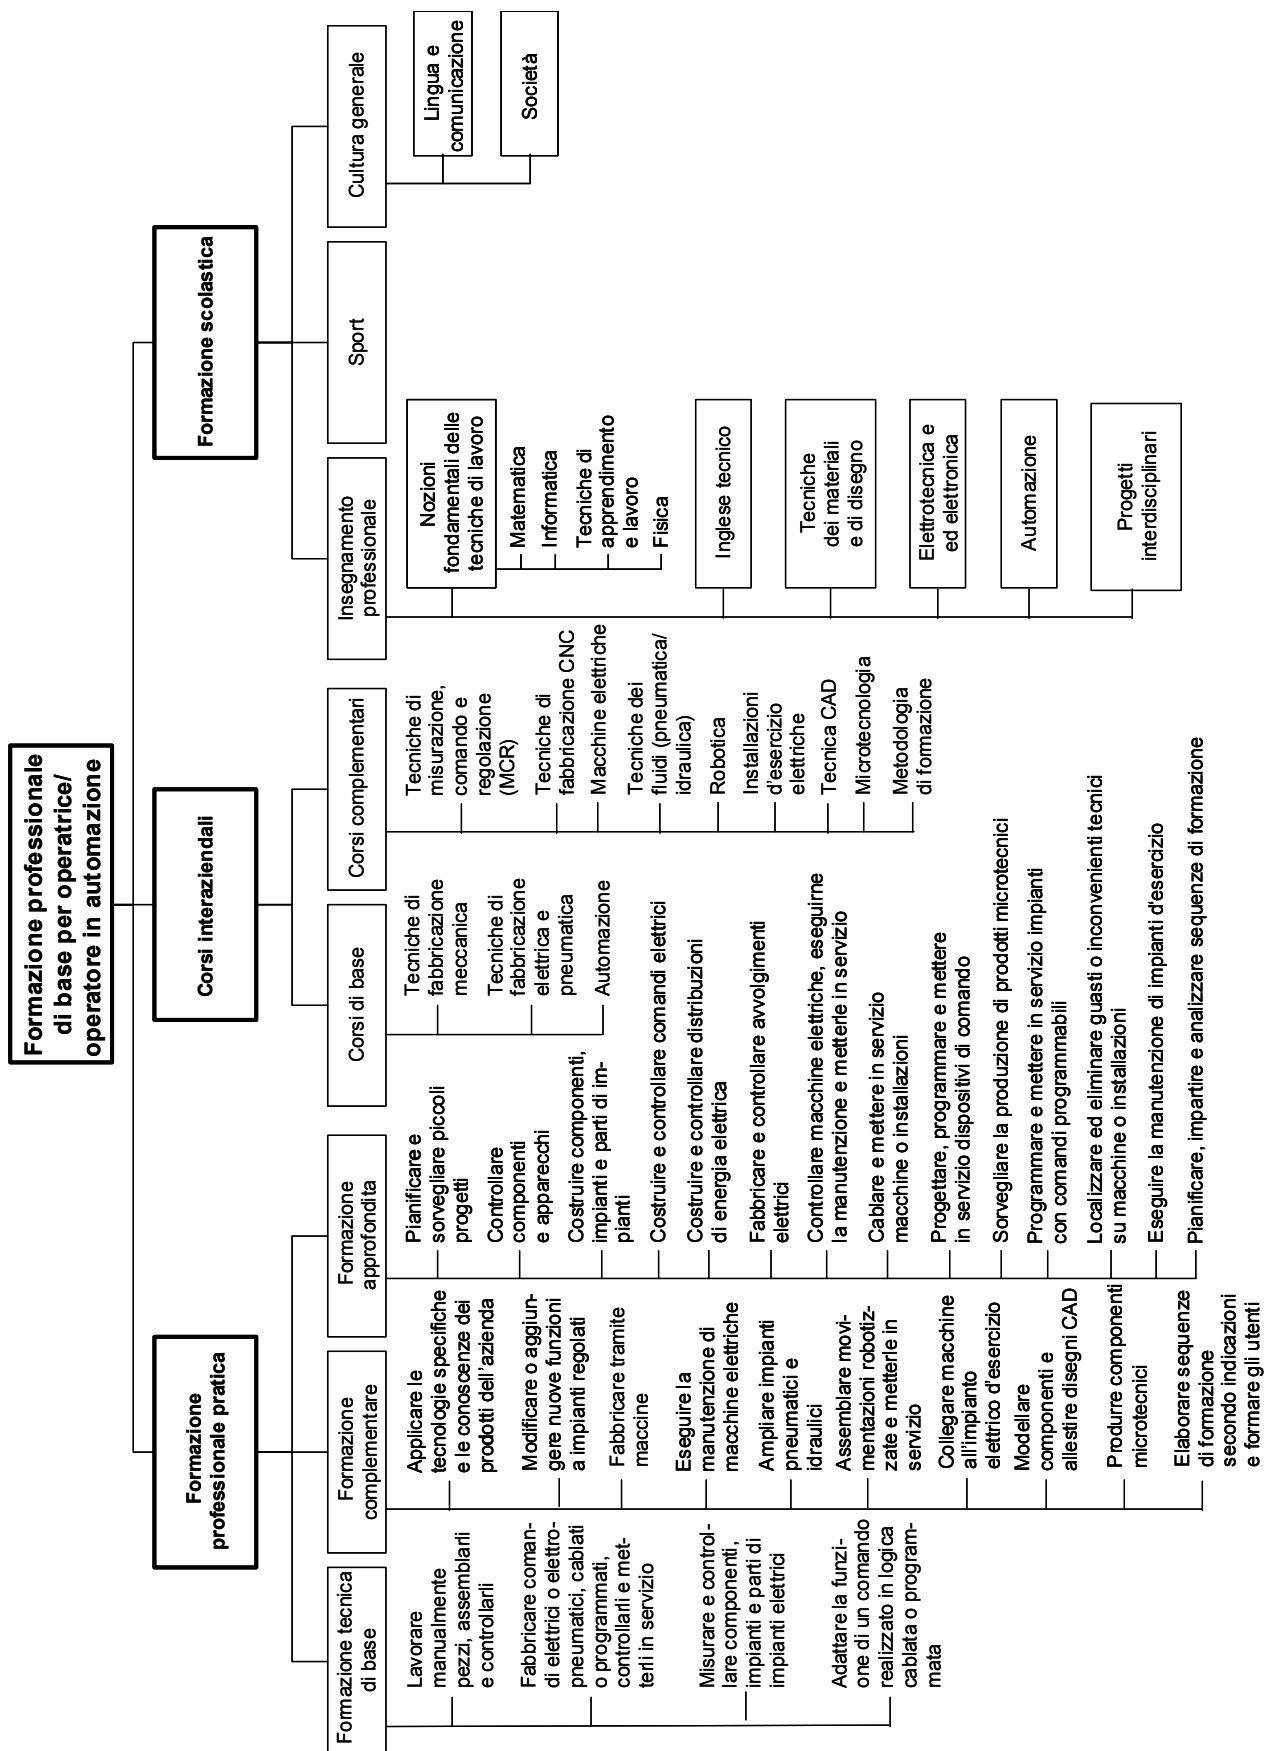 Formazione professionale
di base per operatrice/
operatore in automazione
Formazione
professionale pratica
Formazione tecnica
di base
Lavorare
manualmente
pezzi, assemblarli
e controllarli
Fabbricare coman-
di elettrici o elettro-
pneumatici, cablati
o programmati,
controllarli e met-
terli in servizio
Misurare e control-
lare componenti,
impianti e parti di
impianti elettrici
Adattare la funzi-
one di un comando
realizzato in logica
cablata o program-
mata
Formazione
complementare
Applicare le
tecnologie specifiche
e le conoscenze dei
prodotti dell'azienda
Modificare o aggiun-
gere nuove funzioni
a impianti regolati
Fabbricare tramite
maccine
Eseguire la
manutenzione di
macchine elettriche
Ampliare impianti
pneumatici e
idraulici
Assemblare movi-
mentazioni robotiz-
zate e metterle in
servizio
Collegare machine
all'impianto
elettrico d'esercizio
Modellare
componenti e
allestire disegni CAD
Produrre componenti
microtecnici
Elaborare sequenze
di formazione
secondo indicazioni
e formare gli utenti
Formazione
approfondita
Pianificare e
sorvegliare piccoli
progetti
Controllare
componenti
e apparecchi
Costruire componenti,
impianti e parti di im-
pianti
Costruire e controllare comandi elettrici
Costruire e controllare distribuzioni
di energia elettrica
Fabbricare e controllare avvolgimenti
elettrici
Controllare macchine elettriche, eseguirne
la manutenzione e metterle in servizio
Cablare e mettere in servizio
macchine o installazioni
Progettare, programmare e mettere
in servizio dispositivi di comando
Sorvegliare la produzione di prodotti microtecnici
Programmare e mettere in servizo impianti
con comandi programmabili
Localizzare ed eliminare guasti o inconvenienti tecnici
su macchine o installazioni
Eseguire la manutenzione di impianti d'esercizio
Pianificare, impartire e analizzare sequenze di formazione
Corsi interaziendali
Corsi di base
Tecniche di
fabbricazione
meccanica
Tecniche di
fabbricazione
elettrica e
pneumatica
Automazione
Corsi complementari
Tecniche di
misurazione,
comando e
regolazione
(MCR)
Tecniche di
fabbricazione CNC
Macchine elettriche
Tecniche dei
fluidi (pneumatica/
idraulica)
Robotica
Installazioni
d'esercizio
elettriche
Tecnica CAD
Microtecnologia
Metodologia
di formazione
Formazione scolastica
Insegnamento
professionale
Nozioni
fondamentali delle
tecniche di lavoro
Matematica
Informatica
Tecniche di
apprendimento
e lavoro
Fisica
Inglese tecnico
Tecniche
dei materiali
e di disegno
Elettrotecnica e
ed elettronica
Automazione
Progetti
interdisciplinari
Sport
Cultura generale
Lingua e
comunicazione
Società